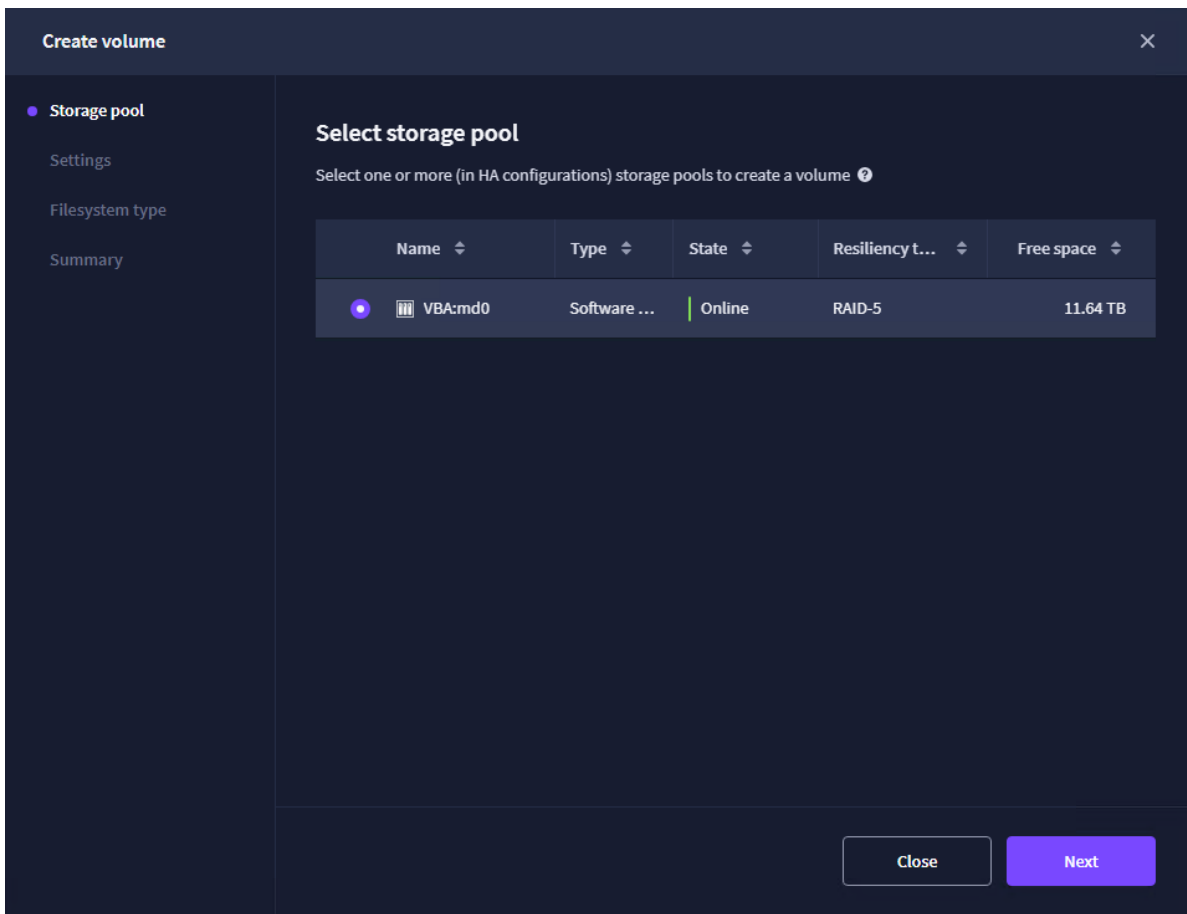 Create volume
Storage pool
Settings
Filesystem type
Summary
Select storage pool
Select one or more (in HA configurations) storage pools to create a volume
Name Type State Resiliency t... Free space
VBA:md0 Software ... Online RAID-5 11.64 TB
Close Next